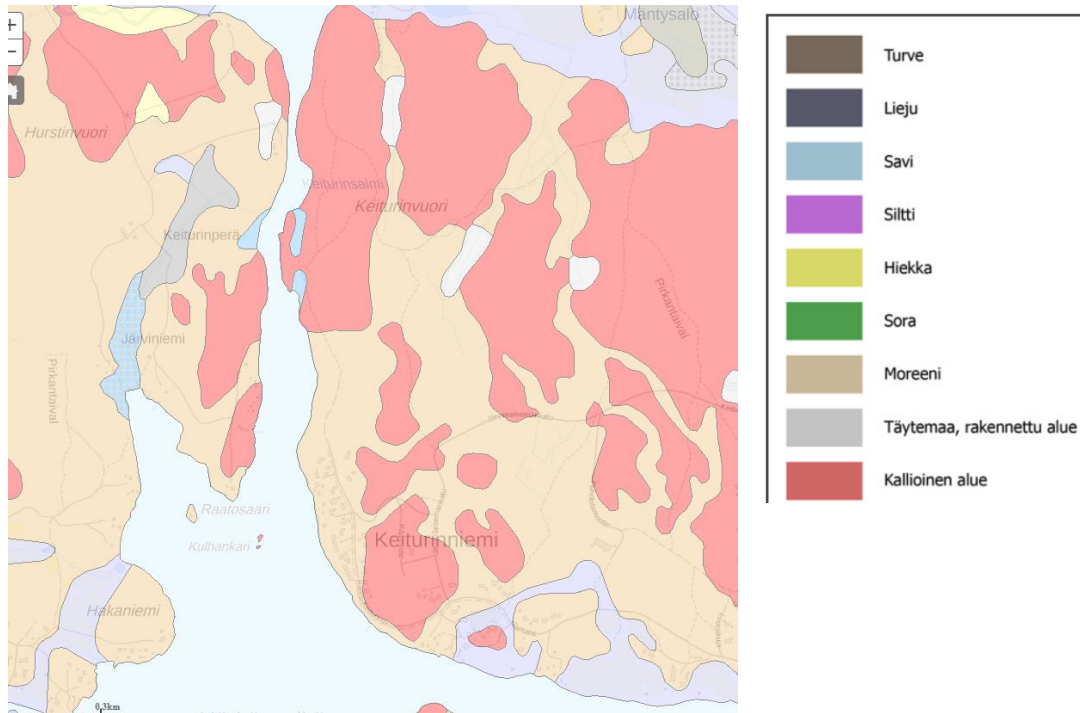 +
−
Mäntysalo
Hurstinvuori
Keiturinsalmi
Keiturinvuori
Keiturinperä
Järviniemi
Pirkantaival
Pirkantaival
Raatosaari
Kulhankari
Keiturinniemi
Hakaniemi
0,3km
Turve
Lieju
Savi
Siltti
Hiekka
Sora
Moreeni
Täytemaa, rakennettu alue
Kallioinen alue